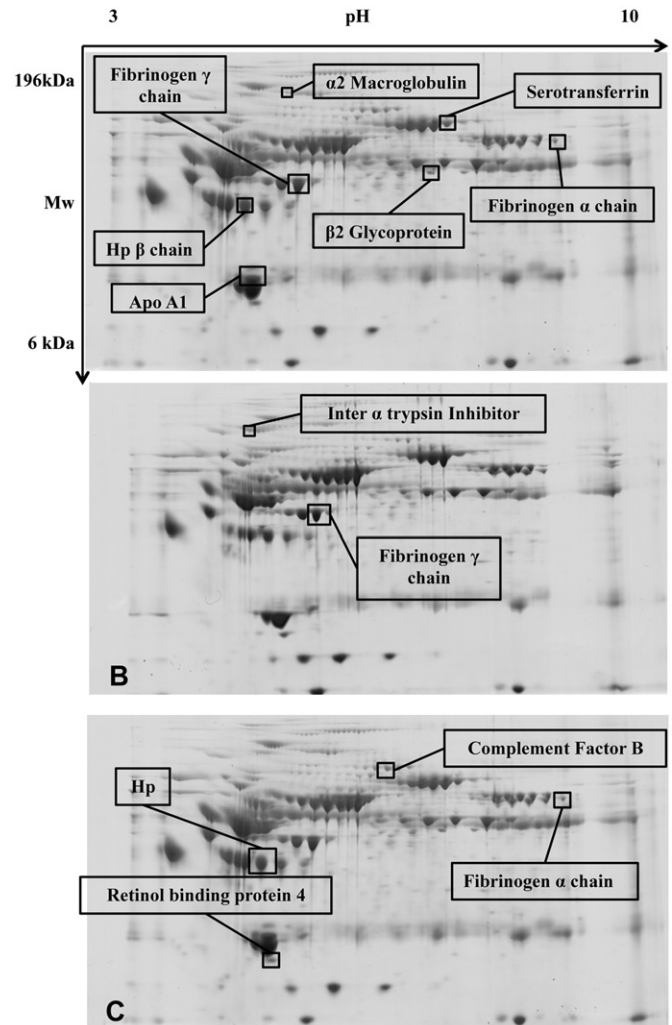 3 pH 10
196kDa
Fibrinogen γ
chain
α2 Macroglobulin
Serotransferrin
Mw
Fibrinogen α chain
β2 Glycoprotein
Hp β chain
Apo A1
6 kDa
Inter α trypsin Inhibitor
Fibrinogen γ
chain
B
Complement Factor B
Hp
Fibrinogen α chain
Retinol binding protein 4
C